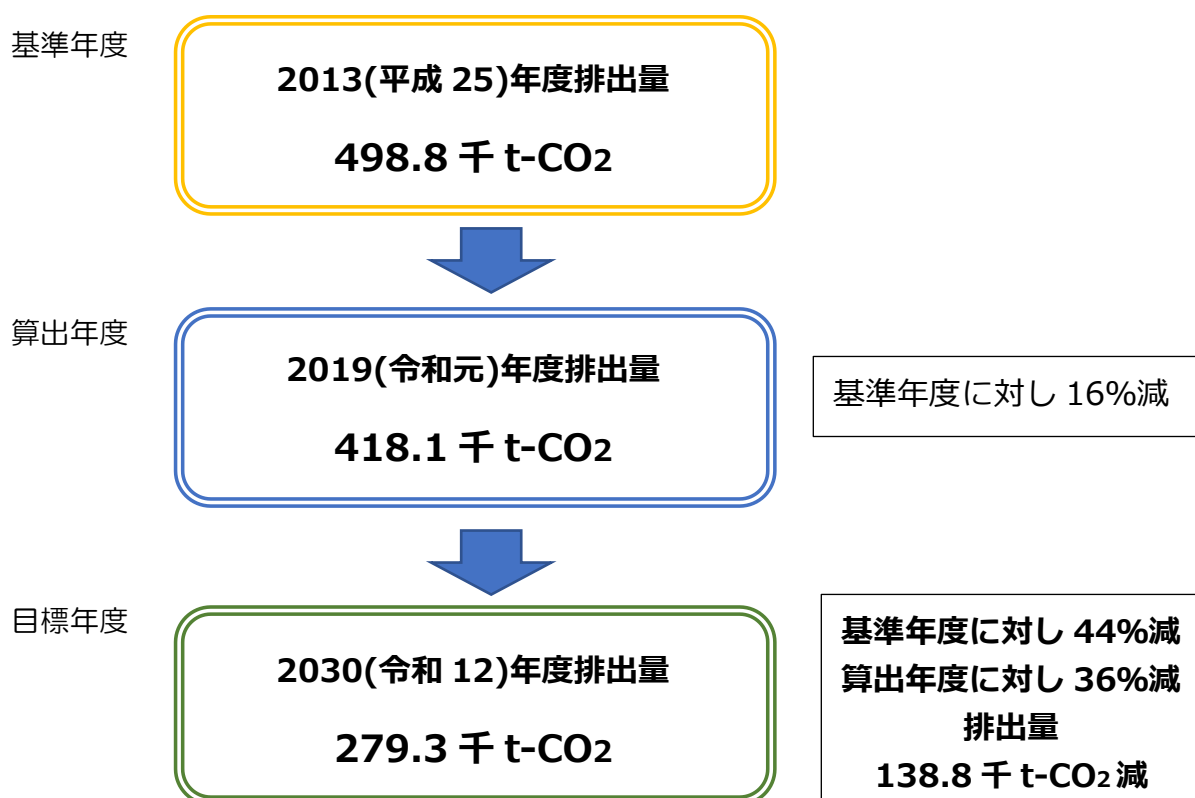 基準年度
2013(平成 25)年度排出量
498.8 千 t-CO2
算出年度
2019(令和元)年度排出量
418.1 千 t-CO2
基準年度に対し 16%減
目標年度
2030(令和 12)年度排出量
279.3 千 t-CO2
基準年度に対し 44%減
算出年度に対し 36%減
排出量
138.8 千 t-CO2 減